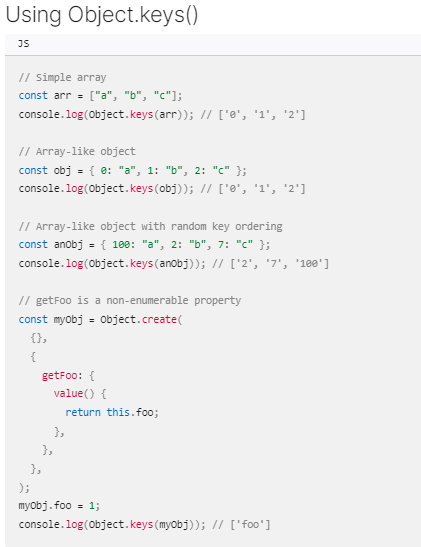 Using Object.keys()
JS
// Simple array
const arr = ["a", "b", "c"];
console.log(Object.keys(arr)); // ['0', '1', '2']
// Array-like object
const obj = { 0: "a", 1: "b", 2: "c" };
console.log(Object.keys(obj)); // ['0', '1', '2']
// Array-like object with random key ordering
const anObj = { 100: "a", 2: "b", 7: "c" };
console.log(Object.keys(anObj)); // ['2', '7', '100']
// getFoo is a non-enumerable property
const myObj = Object.create(
  {},
  {
    getFoo: {
      value() {
        return this.foo;
      },
    },
  },
);
myObj.foo = 1;
console.log(Object.keys(myObj)); // ['foo']